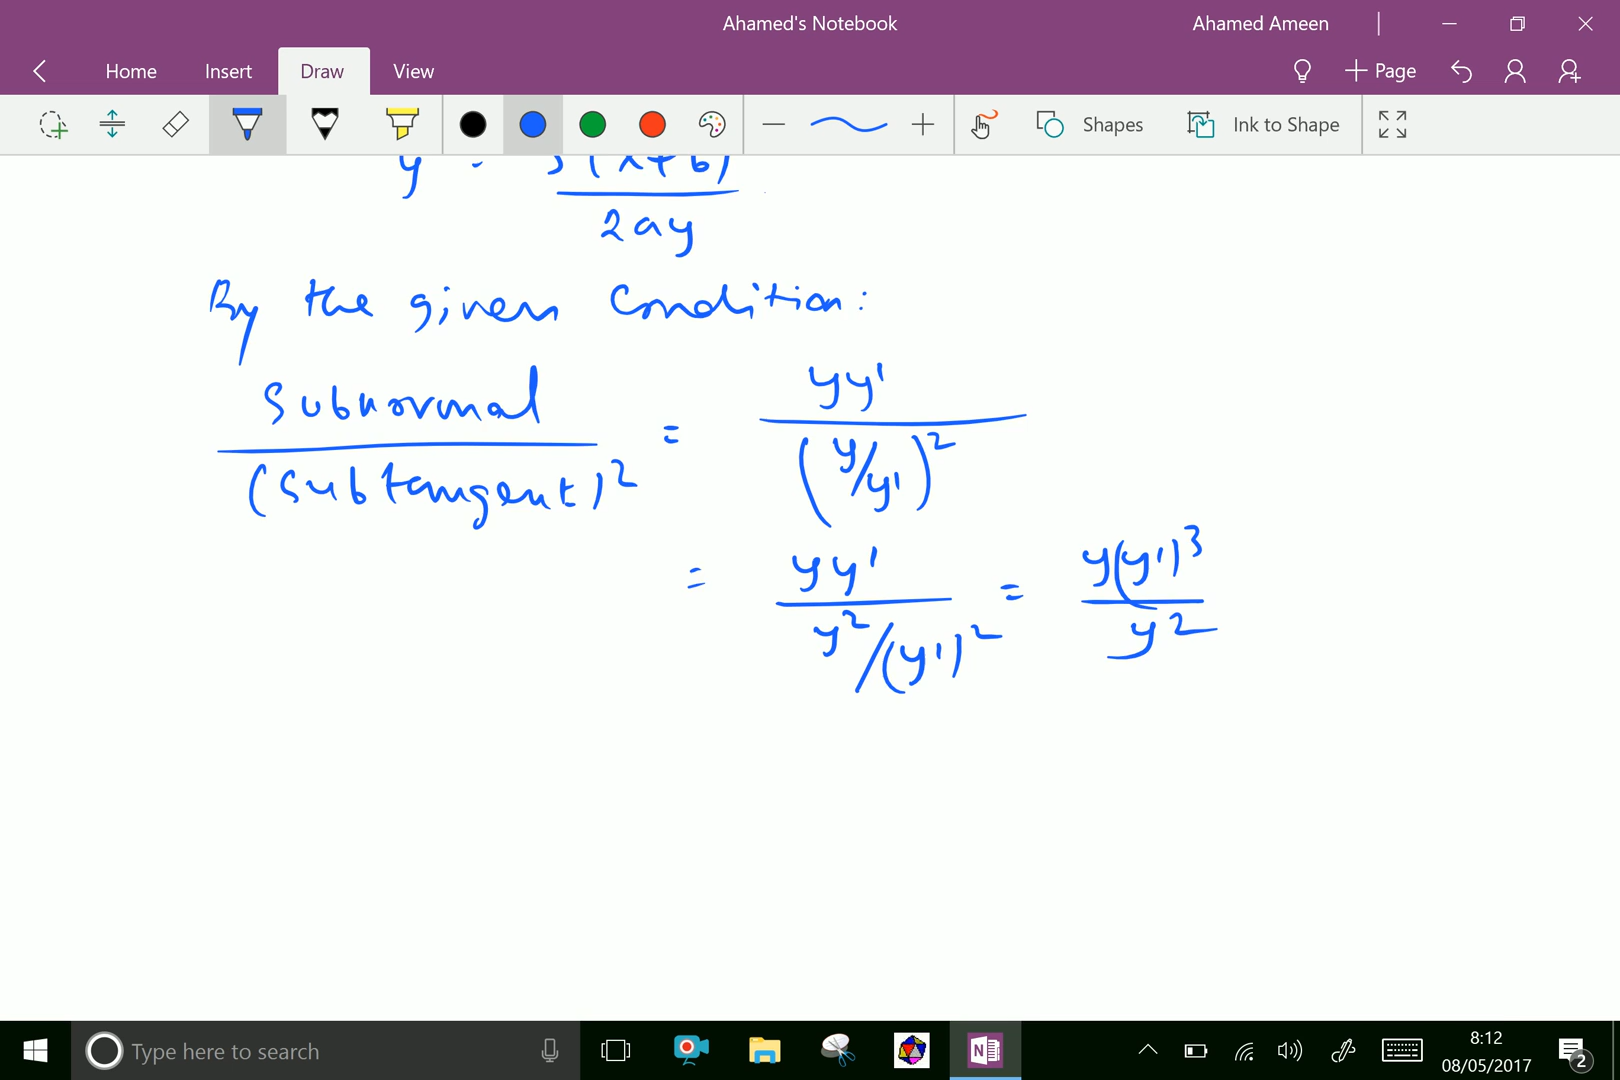 Ahamed's Notebook Ahamed Ameen
Home Insert Draw View + Page
Shapes Ink to Shape
2ay
By the given condition:
Subnormal / (Subtangent)² = yy' / (y/y')²
= yy' / y²/(y')² = y(y')³ / y²
Type here to search
8:12
08/05/2017
2